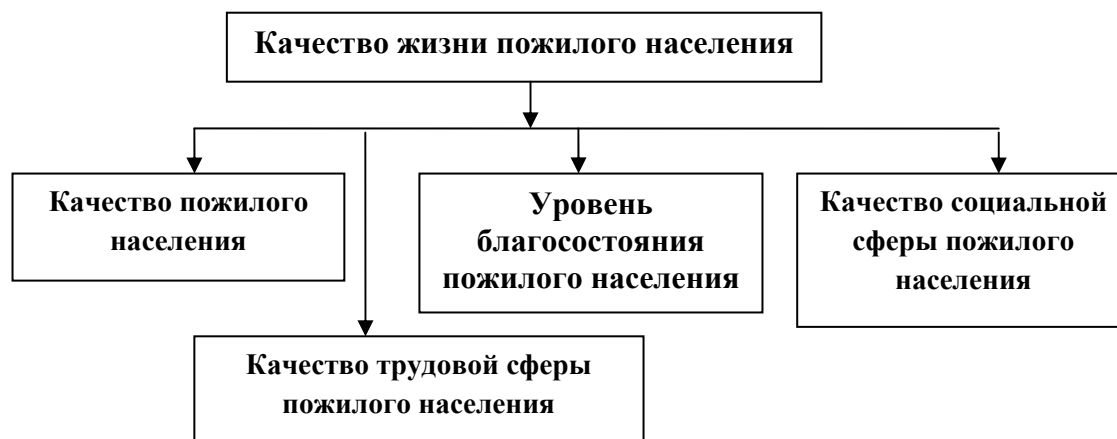 Качество жизни пожилого населения
Качество пожилого
населения
Уровень
благосостояния
пожилого населения
Качество социальной
сферы пожилого
населения
Качество трудовой сферы
пожилого населения